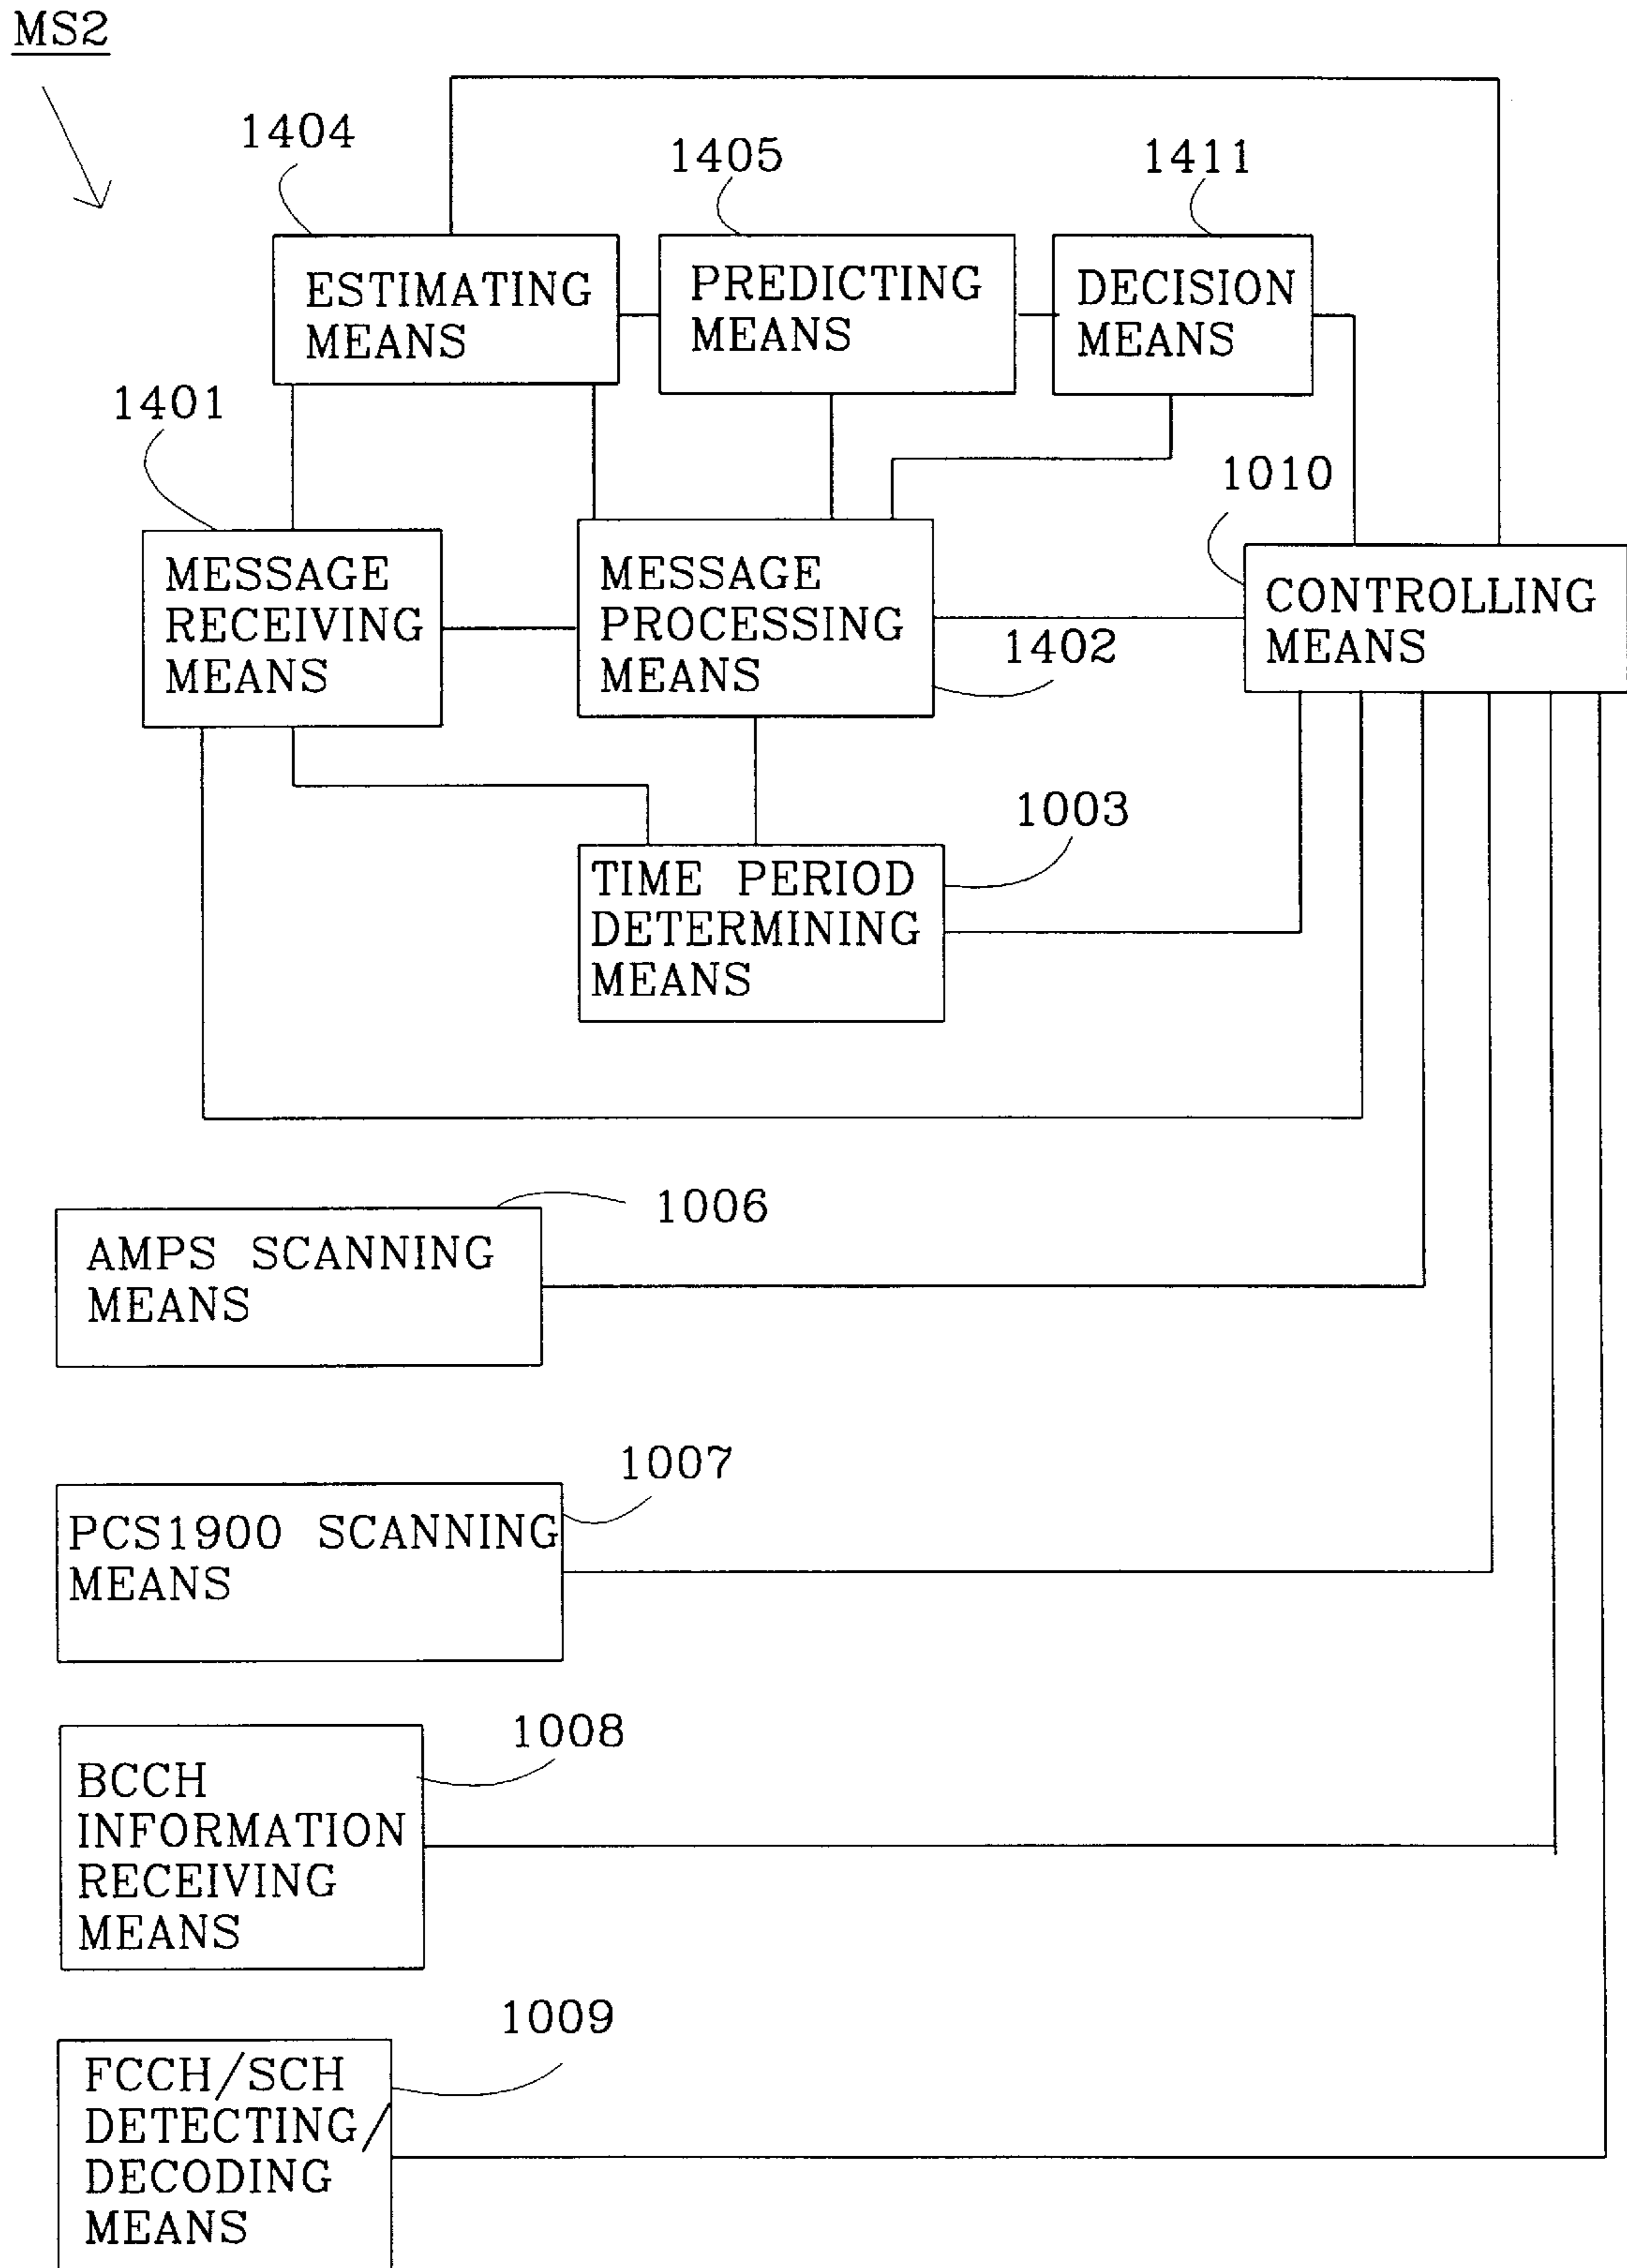 MS2
1404
1405
1411
ESTIMATING
MEANS
PREDICTING
MEANS
DECISION
MEANS
1401
1010
MESSAGE
RECEIVING
MEANS
MESSAGE
PROCESSING
MEANS
1402
CONTROLLING
MEANS
1003
TIME PERIOD
DETERMINING
MEANS
1006
AMPS SCANNING
MEANS
1007
PCS1900 SCANNING
MEANS
1008
BCCH
INFORMATION
RECEIVING
MEANS
1009
FCCH/SCH
DETECTING/
DECODING
MEANS